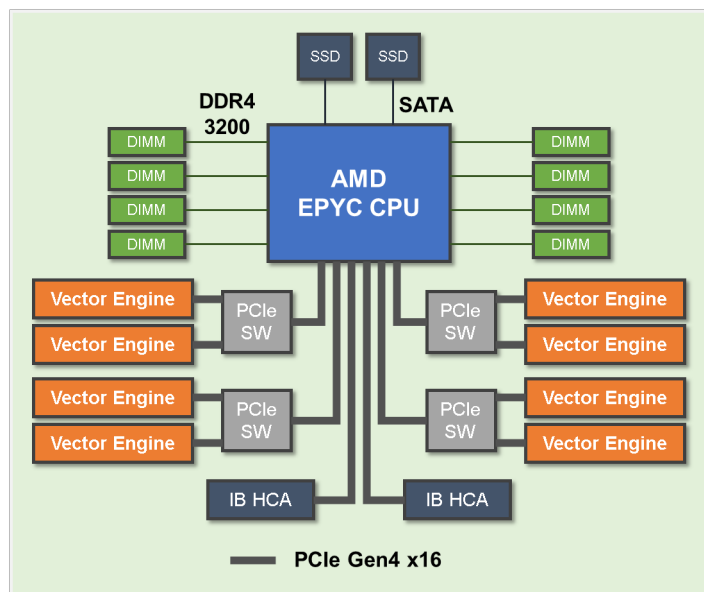 SSD
SSD
DDR4
3200
SATA
DIMM
DIMM
DIMM
DIMM
AMD
EPYC CPU
DIMM
DIMM
DIMM
DIMM
Vector Engine
Vector Engine
PCIe
SW
PCIe
SW
Vector Engine
Vector Engine
Vector Engine
Vector Engine
PCIe
SW
PCIe
SW
Vector Engine
Vector Engine
IB HCA
IB HCA
PCIe Gen4 x16